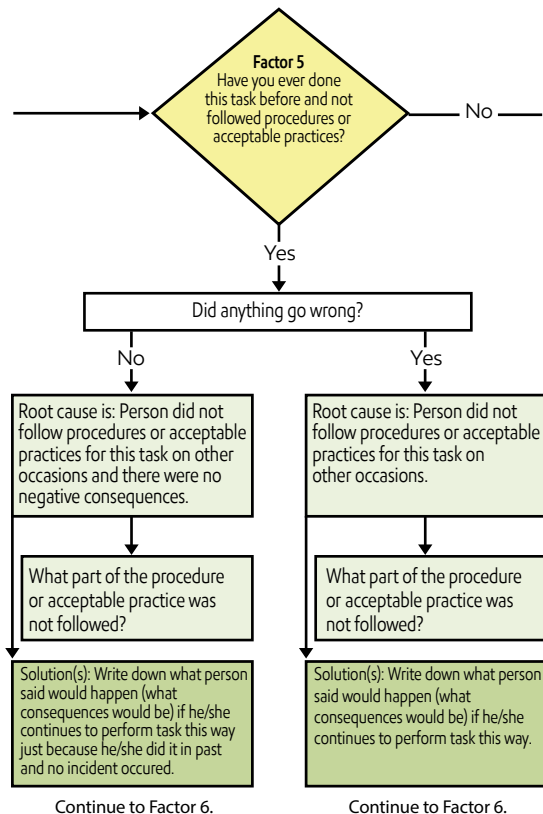 Factor 5
Have you ever done
this task before and not
followed procedures or
acceptable practices?
No
Yes
Did anything go wrong?
No
Yes
Root cause is: Person did not
follow procedures or acceptable
practices for this task on other
occasions and there were no
negative consequences.
Root cause is: Person did not
follow procedures or acceptable
practices for this task on
other occasions.
What part of the procedure
or acceptable practice was
not followed?
What part of the procedure
or acceptable practice was
not followed?
Solution(s): Write down what person
said would happen (what
consequences would be) if he/she
continues to perform task this way
just because he/she did it in past
and no incident occured.
Solution(s): Write down what person
said would happen (what
consequences would be) if he/she
continues to perform task this way.
Continue to Factor 6.
Continue to Factor 6.